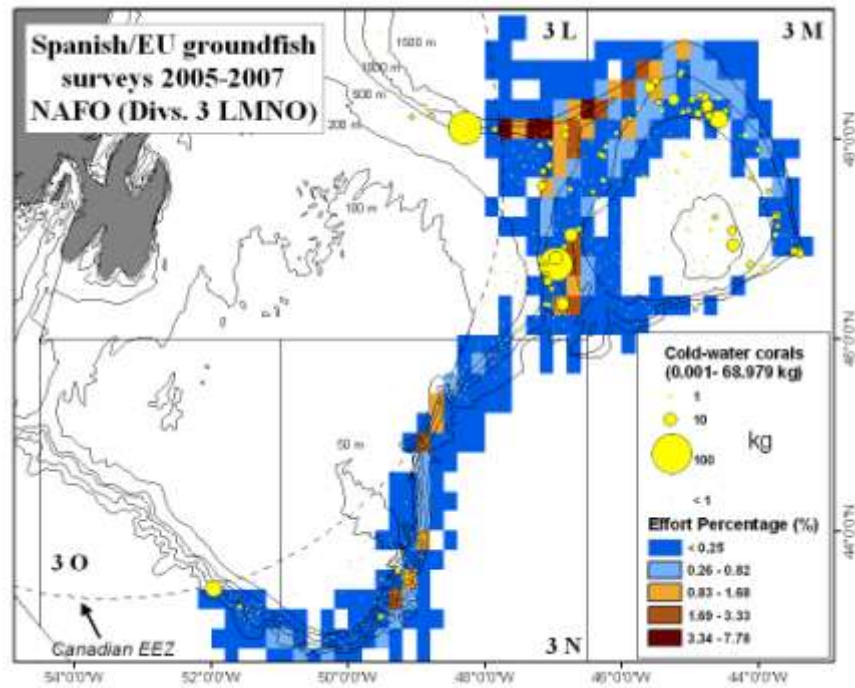 Spanish/EU groundfish
surveys 2005-2007
NAFO (Divs. 3 LMNO)
3 L
3 M
1500 m
1000 m
500 m
200 m
100 m
50 m
48°0'0"N
46°0'0"N
44°0'0"N
3 O
3 N
Canadian EEZ
Cold-water corals
(0.001- 68.979 kg)
1
10
100
< 1
kg
Effort Percentage (%)
< 0.25
0.26 - 0.82
0.83 - 1.68
1.69 - 3.33
3.34 - 7.78
54°0'0"W
52°0'0"W
50°0'0"W
48°0'0"W
46°0'0"W
44°0'0"W